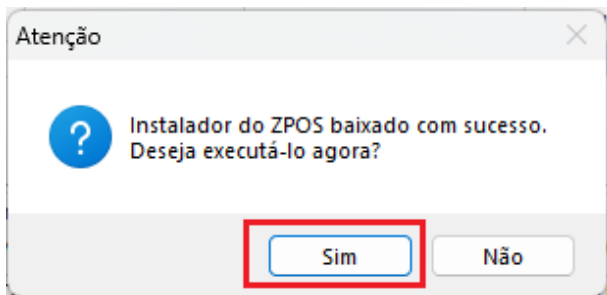 Atenção
Instalador do ZPOS baixado com sucesso.
Deseja executá-lo agora?
Sim
Não